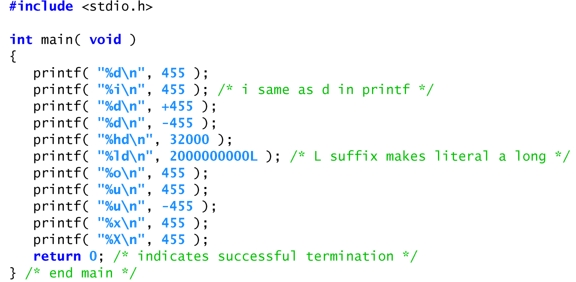 #include <stdio.h>
int main( void )
{
printf( "%d\n", 455 );
printf( "%i\n", 455 ); /* i same as d in printf */
printf( "%d\n", +455 );
printf( "%d\n", -455 );
printf( "%hd\n", 32000 );
printf( "%ld\n", 2000000000L ); /* L suffix makes literal a long */
printf( "%o\n", 455 );
printf( "%u\n", 455 );
printf( "%u\n", -455 );
printf( "%x\n", 455 );
printf( "%X\n", 455 );
return 0; /* indicates successful termination */
} /* end main */